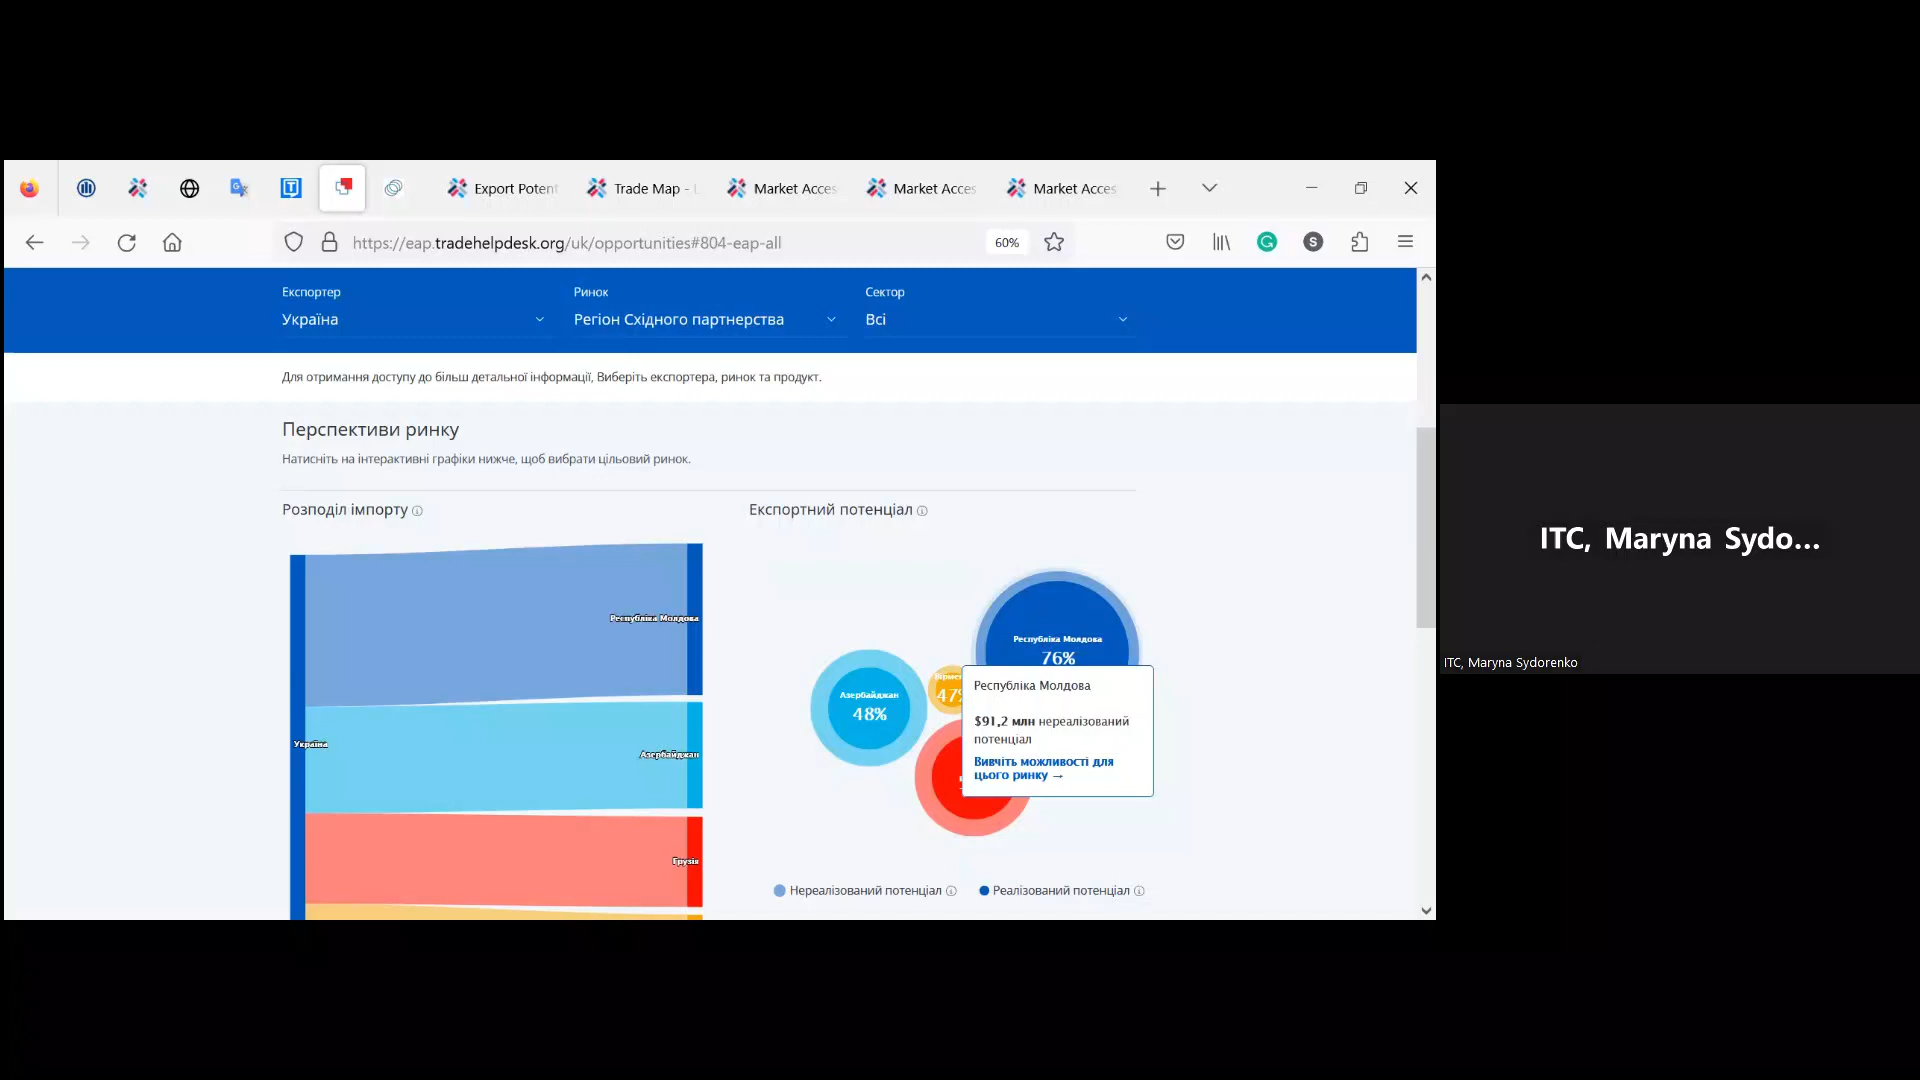 Export Potent
Trade Map - L
Market Acces
Market Acces
Market Acces
https://eap.tradehelpdesk.org/uk/opportunities#804-eap-all
60%
S
Експортер
Ринок
Сектор
Україна
Регіон Східного партнерства
Всі
Для отримання доступу до більш детальної інформації, Виберіть експортера, ринок та продукт.
Перспективи ринку
Натисніть на інтерактивні графіки нижче, щоб вибрати цільовий ринок.
Розподіл імпорту
Експортний потенціал
Республіка Молдова
Україна
Азербайджан
Грузія
Республіка Молдова
76%
Азербайджан
48%
47%
Республіка Молдова
$91,2 млн нереалізований
потенціал
Вивчіть можливості для
цього ринку →
Нереалізований потенціал
Реалізований потенціал
ITC, Maryna Sydo...
ITC, Maryna Sydorenko